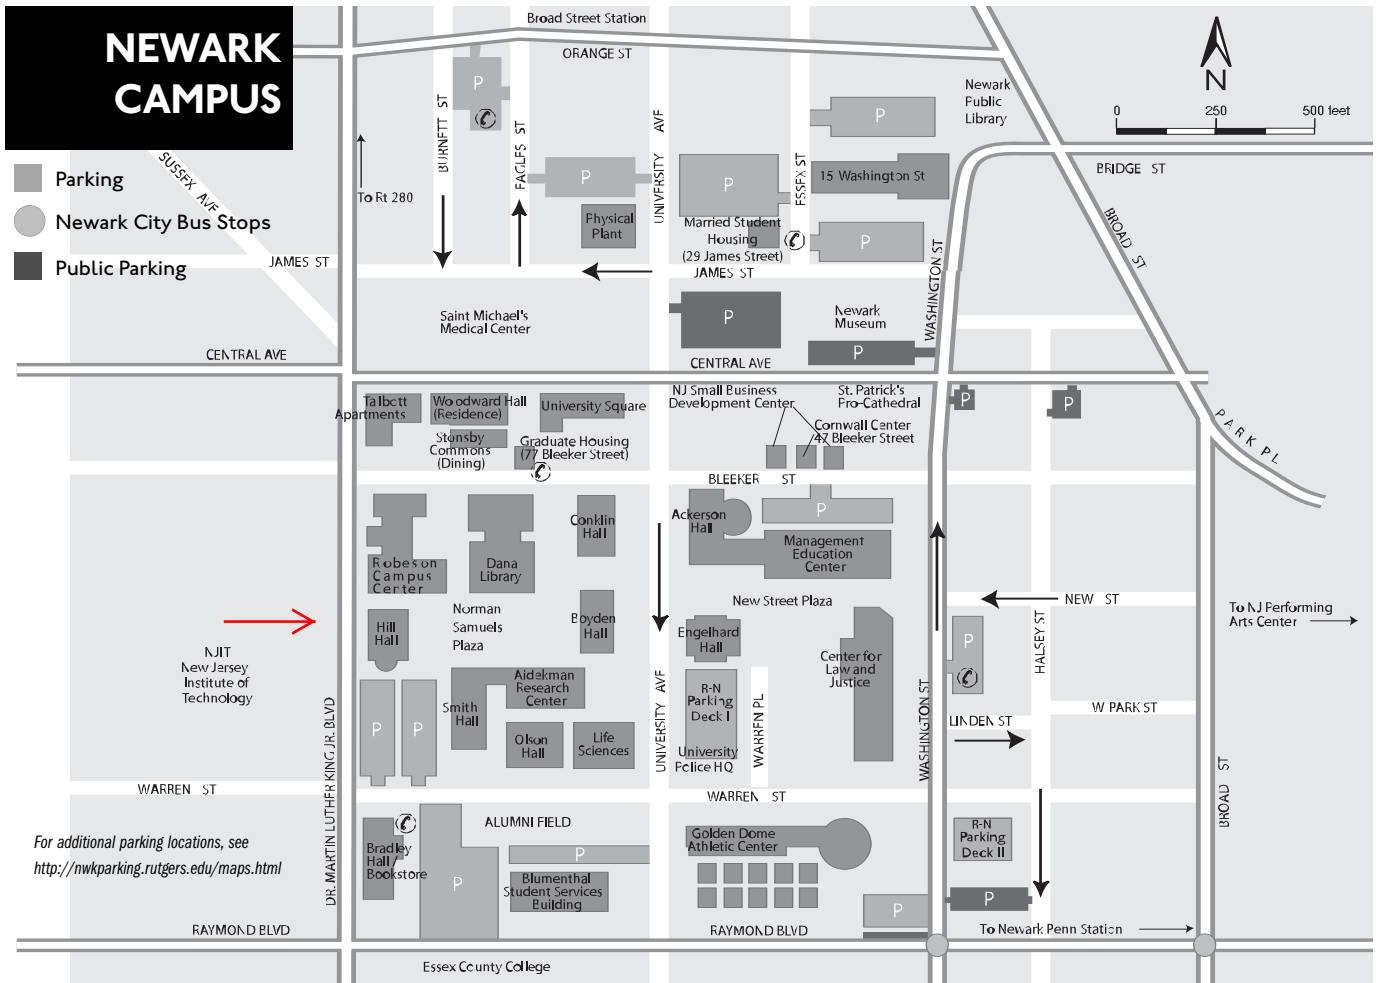 NEWARK
CAMPUS
Parking
Newark City Bus Stops
Public Parking
Broad Street Station
ORANGE ST
Newark
Public
Library
N
0 250 500 feet
BRIDGE ST
BROAD ST
PARK PL
SUSSEX AVE
To Rt 280
BURNETT ST
EAGLES ST
UNIVERSITY AVE
ESSEX ST
WASHINGTON ST
P
P
P
P
P
15 Washington St
Physical
Plant
Married Student
Housing
(29 James Street)
JAMES ST
JAMES ST
Saint Michael's
Medical Center
P
Newark
Museum
P
CENTRAL AVE
CENTRAL AVE
Talbott
Apartments
Woodward Hall
(Residence)
University Square
NJ Small Business
Development Center
St. Patrick's
Pro-Cathedral
P
P
Stonsby
Commons
(Dining)
Graduate Housing
(77 Bleeker Street)
Cornwall Center
47 Bleeker Street
BLEEKER ST
Robeson
Campus
Center
Dana
Library
Conklin
Hall
Ackerson
Hall
P
Management
Education
Center
New Street Plaza
NEW ST
To NJ Performing
Arts Center
Hill
Hall
Norman
Samuels
Plaza
Boyden
Hall
Engelhard
Hall
Center for
Law and
Justice
P
HALSEY ST
NJIT
New Jersey
Institute of
Technology
DR. MARTIN LUTHER KING JR. BLVD
P
P
Smith
Hall
Aidekman
Research
Center
Olson
Hall
Life
Sciences
UNIVERSITY AVE
R-N
Parking
Deck I
University
Police HQ
WARREN PL
WASHINGTON ST
LINDEN ST
W PARK ST
BROAD ST
WARREN ST
WARREN ST
For additional parking locations, see
http://nwkparking.rutgers.edu/maps.html
Bradley
Hall /
Bookstore
P
ALUMNI FIELD
P
Blumenthal
Student Services
Building
Golden Dome
Athletic Center
R-N
Parking
Deck II
P
P
RAYMOND BLVD
RAYMOND BLVD
To Newark Penn Station
Essex County College